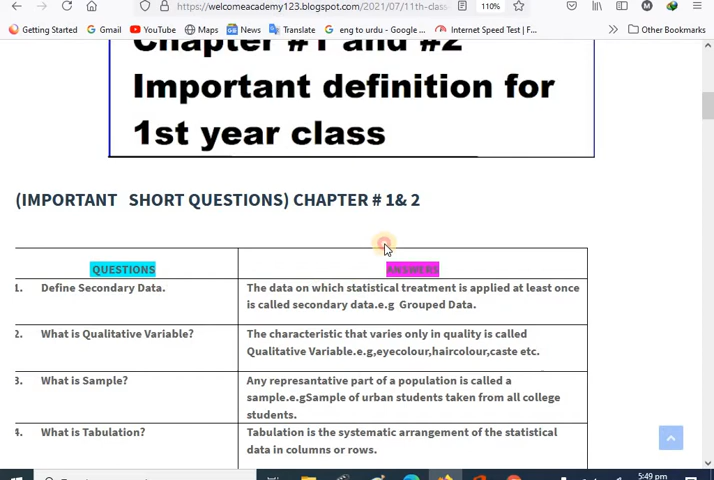 https://welcomeacademy123.blogspot.com/2021/07/11th-class-
110%
Getting Started
Gmail
YouTube
Maps
News
Translate
eng to urdu - Google ...
Internet Speed Test | F...
Other Bookmarks
Chapter #1 and #2
Important definition for
1st year class
(IMPORTANT SHORT QUESTIONS) CHAPTER # 1& 2
QUESTIONS
ANSWERS
1. Define Secondary Data.
The data on which statistical treatment is applied at least once
is called secondary data.e.g Grouped Data.
2. What is Qualitative Variable?
The characteristic that varies only in quality is called
Qualitative Variable.e.g,eyecolour,haircolour,caste etc.
3. What is Sample?
Any represantative part of a population is called a
sample.e.gSample of urban students taken from all college
students.
4. What is Tabulation?
Tabulation is the systematic arrangement of the statistical
data in columns or rows.
5:49 pm